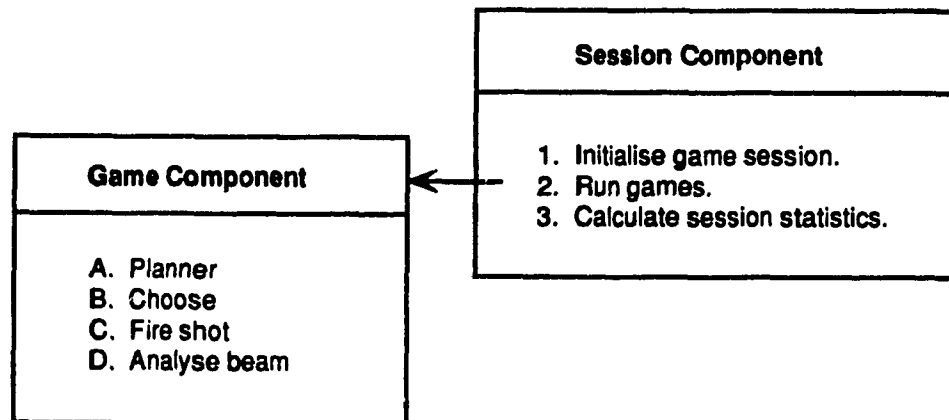 Session Component
1. Initialise game session.
2. Run games.
3. Calculate session statistics.
Game Component
A. Planner
B. Choose
C. Fire shot
D. Analyse beam